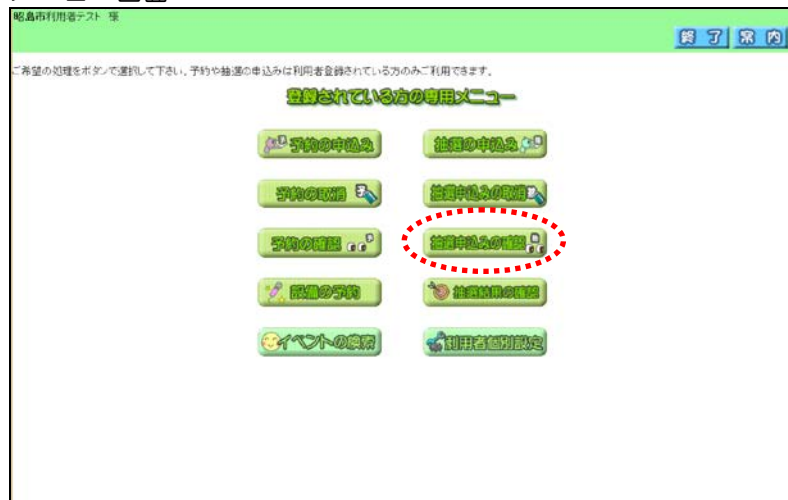 昭島市利用者テスト 様
終了 案内
ご希望の処理をボタンで選択して下さい。予約や抽選の申込みは利用者登録されている方のみご利用できます。
登録されている方の専用メニュー
予約の申込み 抽選の申込み
予約の取消 抽選申込みの取消
予約の確認 抽選申込みの確認
設備の予約 抽選結果の確認
イベントの検索 利用者個別設定